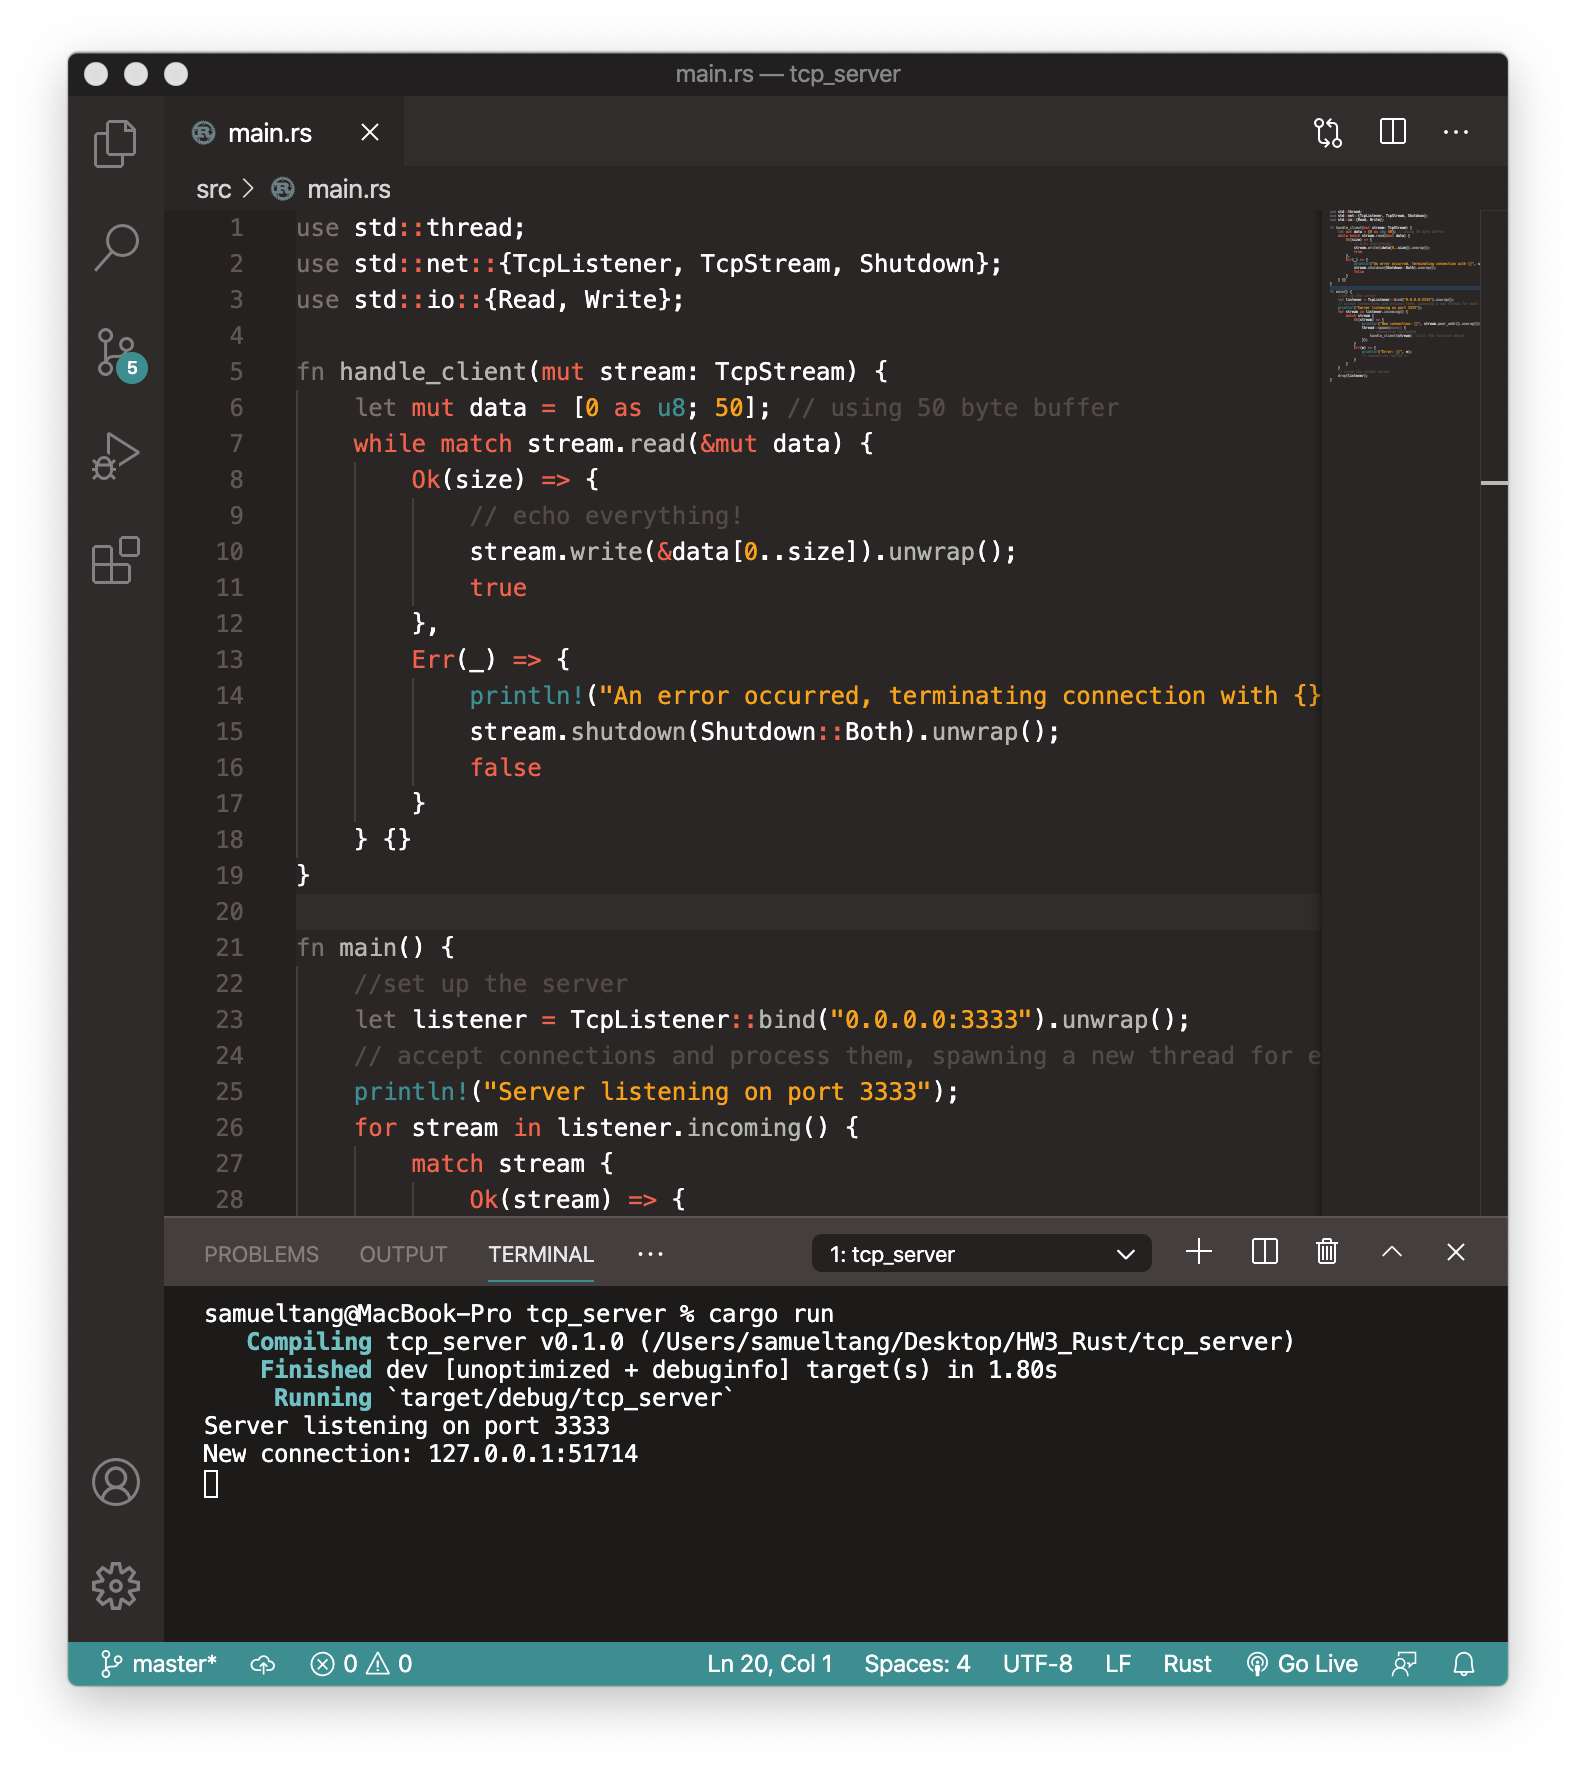 main.rs — tcp_server
main.rs
src > main.rs
1 use std::thread;
2 use std::net::{TcpListener, TcpStream, Shutdown};
3 use std::io::{Read, Write};
4
5 fn handle_client(mut stream: TcpStream) {
6     let mut data = [0 as u8; 50]; // using 50 byte buffer
7     while match stream.read(&mut data) {
8         Ok(size) => {
9             // echo everything!
10             stream.write(&data[0..size]).unwrap();
11             true
12         },
13         Err(_) => {
14             println!("An error occurred, terminating connection with {}
15             stream.shutdown(Shutdown::Both).unwrap();
16             false
17         }
18     } {}
19 }
20
21 fn main() {
22     //set up the server
23     let listener = TcpListener::bind("0.0.0.0:3333").unwrap();
24     // accept connections and process them, spawning a new thread for e
25     println!("Server listening on port 3333");
26     for stream in listener.incoming() {
27         match stream {
28             Ok(stream) => {
5
PROBLEMS OUTPUT TERMINAL ··· 1: tcp_server
samueltang@MacBook-Pro tcp_server % cargo run
   Compiling tcp_server v0.1.0 (/Users/samueltang/Desktop/HW3_Rust/tcp_server)
    Finished dev [unoptimized + debuginfo] target(s) in 1.80s
     Running `target/debug/tcp_server`
Server listening on port 3333
New connection: 127.0.0.1:51714
master* 0 0 Ln 20, Col 1 Spaces: 4 UTF-8 LF Rust Go Live